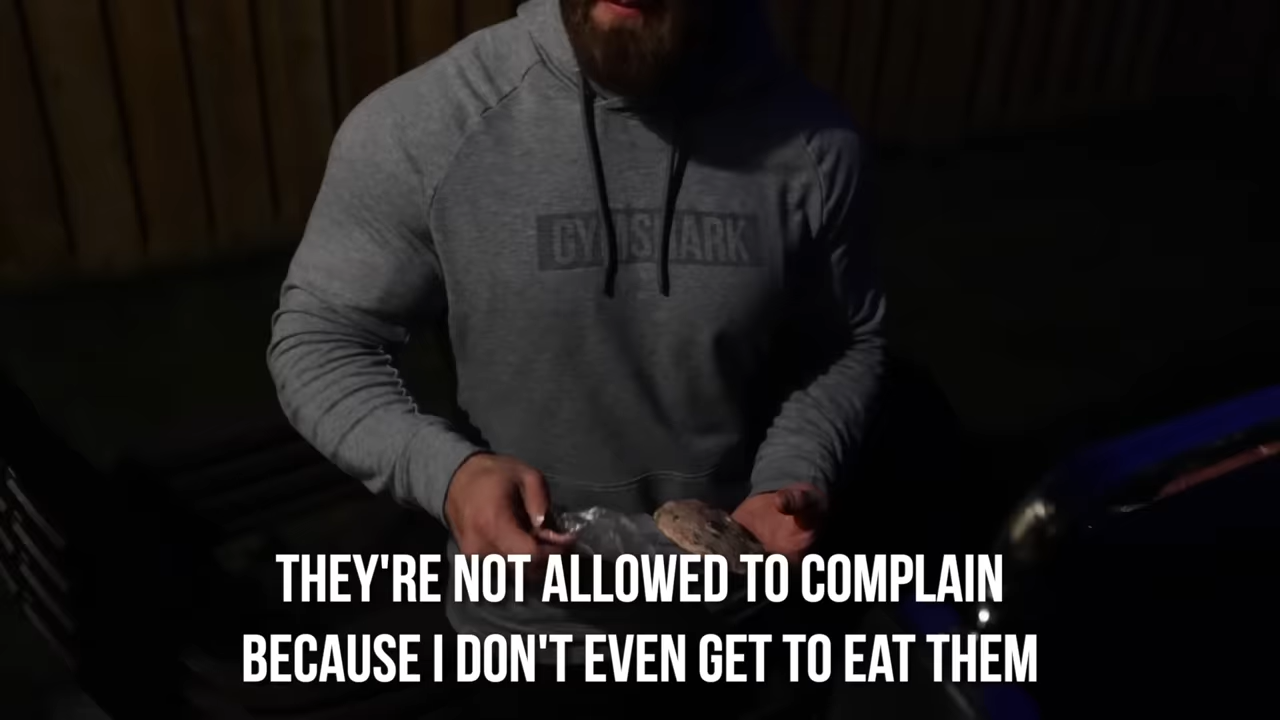 GYMSHARK
THEY'RE NOT ALLOWED TO COMPLAIN
BECAUSE I DON'T EVEN GET TO EAT THEM